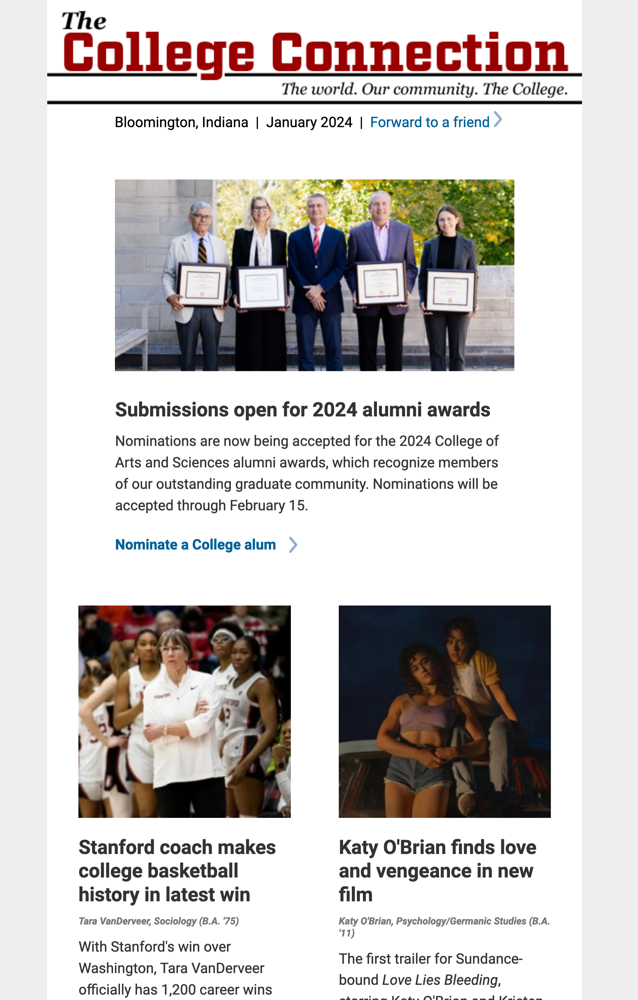 The
College Connection
The world. Our community. The College.
Bloomington, Indiana | January 2024 | Forward to a friend
Submissions open for 2024 alumni awards
Nominations are now being accepted for the 2024 College of
Arts and Sciences alumni awards, which recognize members
of our outstanding graduate community. Nominations will be
accepted through February 15.
Nominate a College alum
Stanford coach makes
college basketball
history in latest win
Tara VanDerveer, Sociology (B.A. '75)
With Stanford's win over
Washington, Tara VanDerveer
officially has 1,200 career wins
Katy O'Brian finds love
and vengeance in new
film
Katy O'Brian, Psychology/Germanic Studies (B.A.
'11)
The first trailer for Sundance-
bound Love Lies Bleeding,
starring Katy O'Brian and Kristen